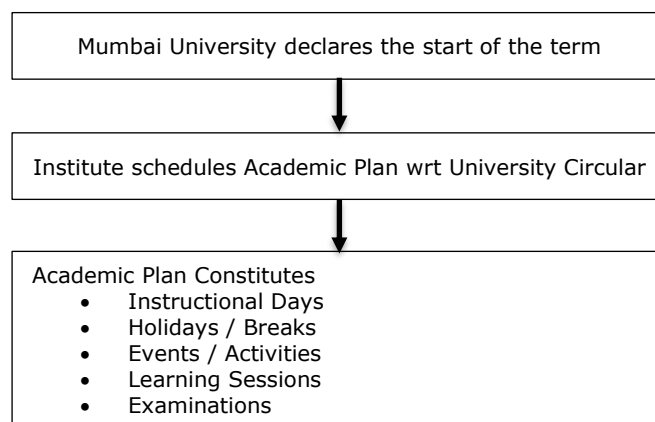 Mumbai University declares the start of the term
Institute schedules Academic Plan wrt University Circular
Academic Plan Constitutes
• Instructional Days
• Holidays / Breaks
• Events / Activities
• Learning Sessions
• Examinations